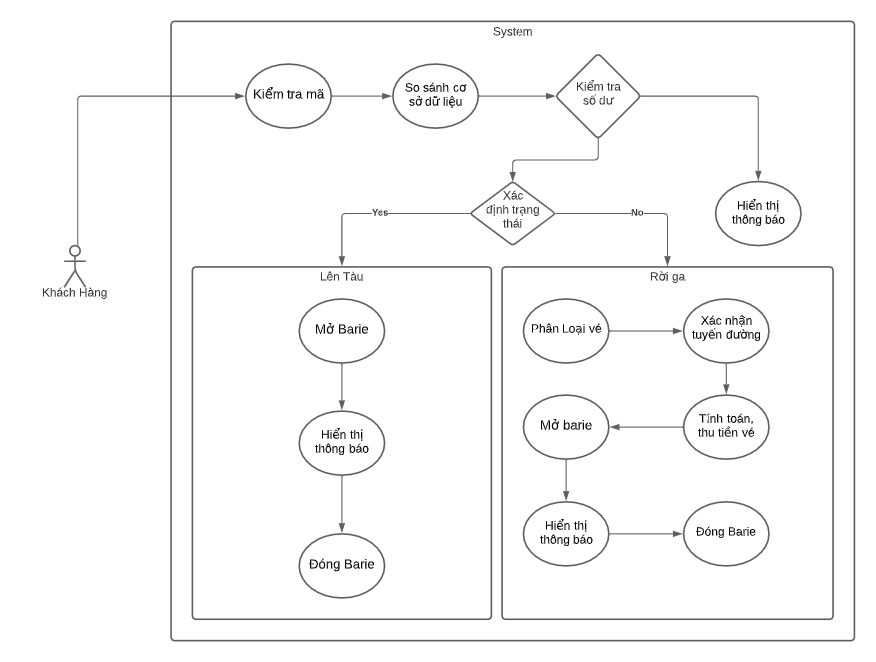 System
Kiểm tra mã
So sánh cơ
sở dữ liệu
Kiểm tra
số dư
Hiển thị
thông báo
Xác
định trạng
thái
Yes
No
Khách Hàng
Lên Tàu
Mở Barie
Hiển thị
thông báo
Đóng Barie
Rời ga
Phân Loại vé
Xác nhận
tuyến đường
Tính toán,
thu tiền vé
Mở barie
Hiển thị
thông báo
Đóng Barie